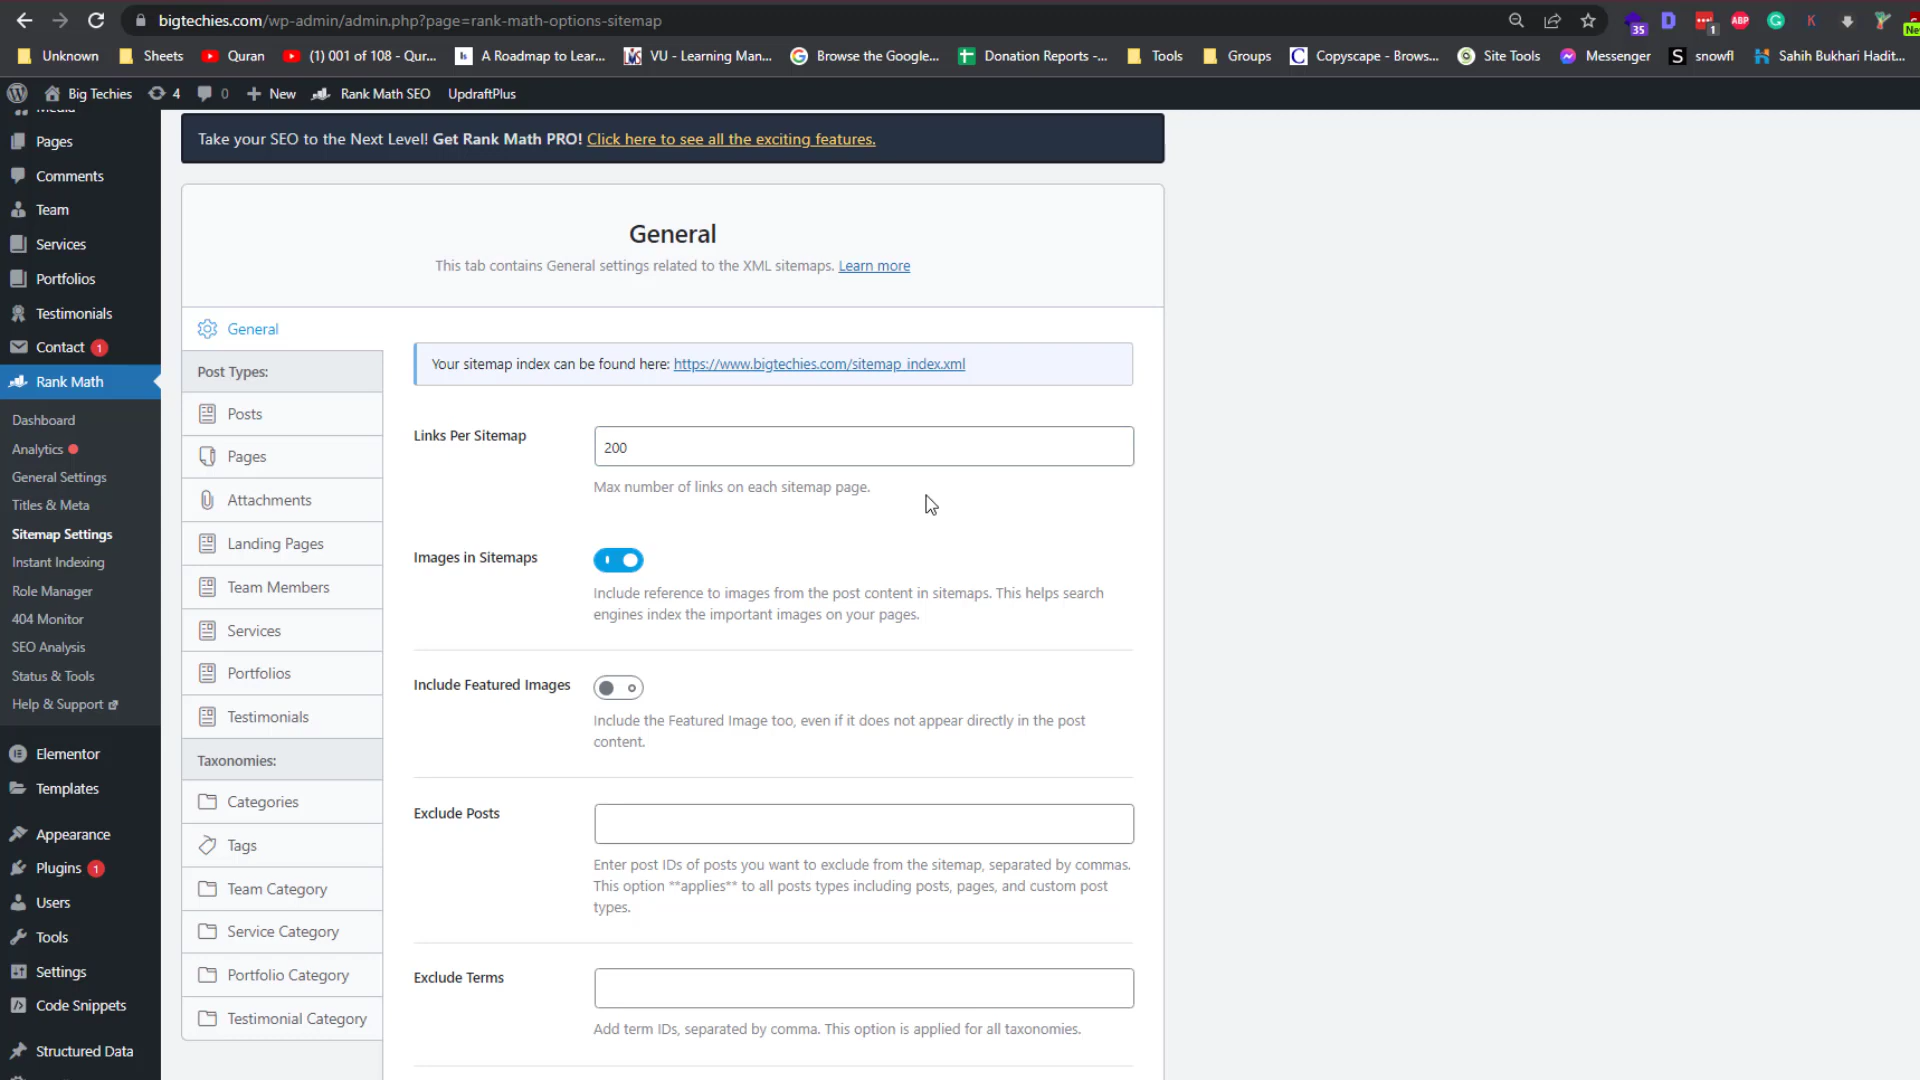 bigtechies.com/wp-admin/admin.php?page=rank-math-options-sitemap
35
D
1
ABP
K
New
Unknown
Sheets
Quran
(1) 001 of 108 - Qur...
A Roadmap to Lear...
VU - Learning Man...
Browse the Google...
Donation Reports -...
Tools
Groups
Copyscape - Brows...
Site Tools
Messenger
snowfl
Sahih Bukhari Hadit...
Big Techies
4
0
New
Rank Math SEO
UpdraftPlus
Media
Pages
Comments
Team
Services
Portfolios
Testimonials
Contact 1
Rank Math
Dashboard
Analytics
General Settings
Titles & Meta
Sitemap Settings
Instant Indexing
Role Manager
404 Monitor
SEO Analysis
Status & Tools
Help & Support
Elementor
Templates
Appearance
Plugins 1
Users
Tools
Settings
Code Snippets
Structured Data
Take your SEO to the Next Level! Get Rank Math PRO! Click here to see all the exciting features.
General
This tab contains General settings related to the XML sitemaps. Learn more
General
Post Types:
Posts
Pages
Attachments
Landing Pages
Team Members
Services
Portfolios
Testimonials
Taxonomies:
Categories
Tags
Team Category
Service Category
Portfolio Category
Testimonial Category
Your sitemap index can be found here: https://www.bigtechies.com/sitemap_index.xml
Links Per Sitemap
200
Max number of links on each sitemap page.
Images in Sitemaps
Include reference to images from the post content in sitemaps. This helps search
engines index the important images on your pages.
Include Featured Images
Include the Featured Image too, even if it does not appear directly in the post
content.
Exclude Posts
Enter post IDs of posts you want to exclude from the sitemap, separated by commas.
This option **applies** to all posts types including posts, pages, and custom post
types.
Exclude Terms
Add term IDs, separated by comma. This option is applied for all taxonomies.